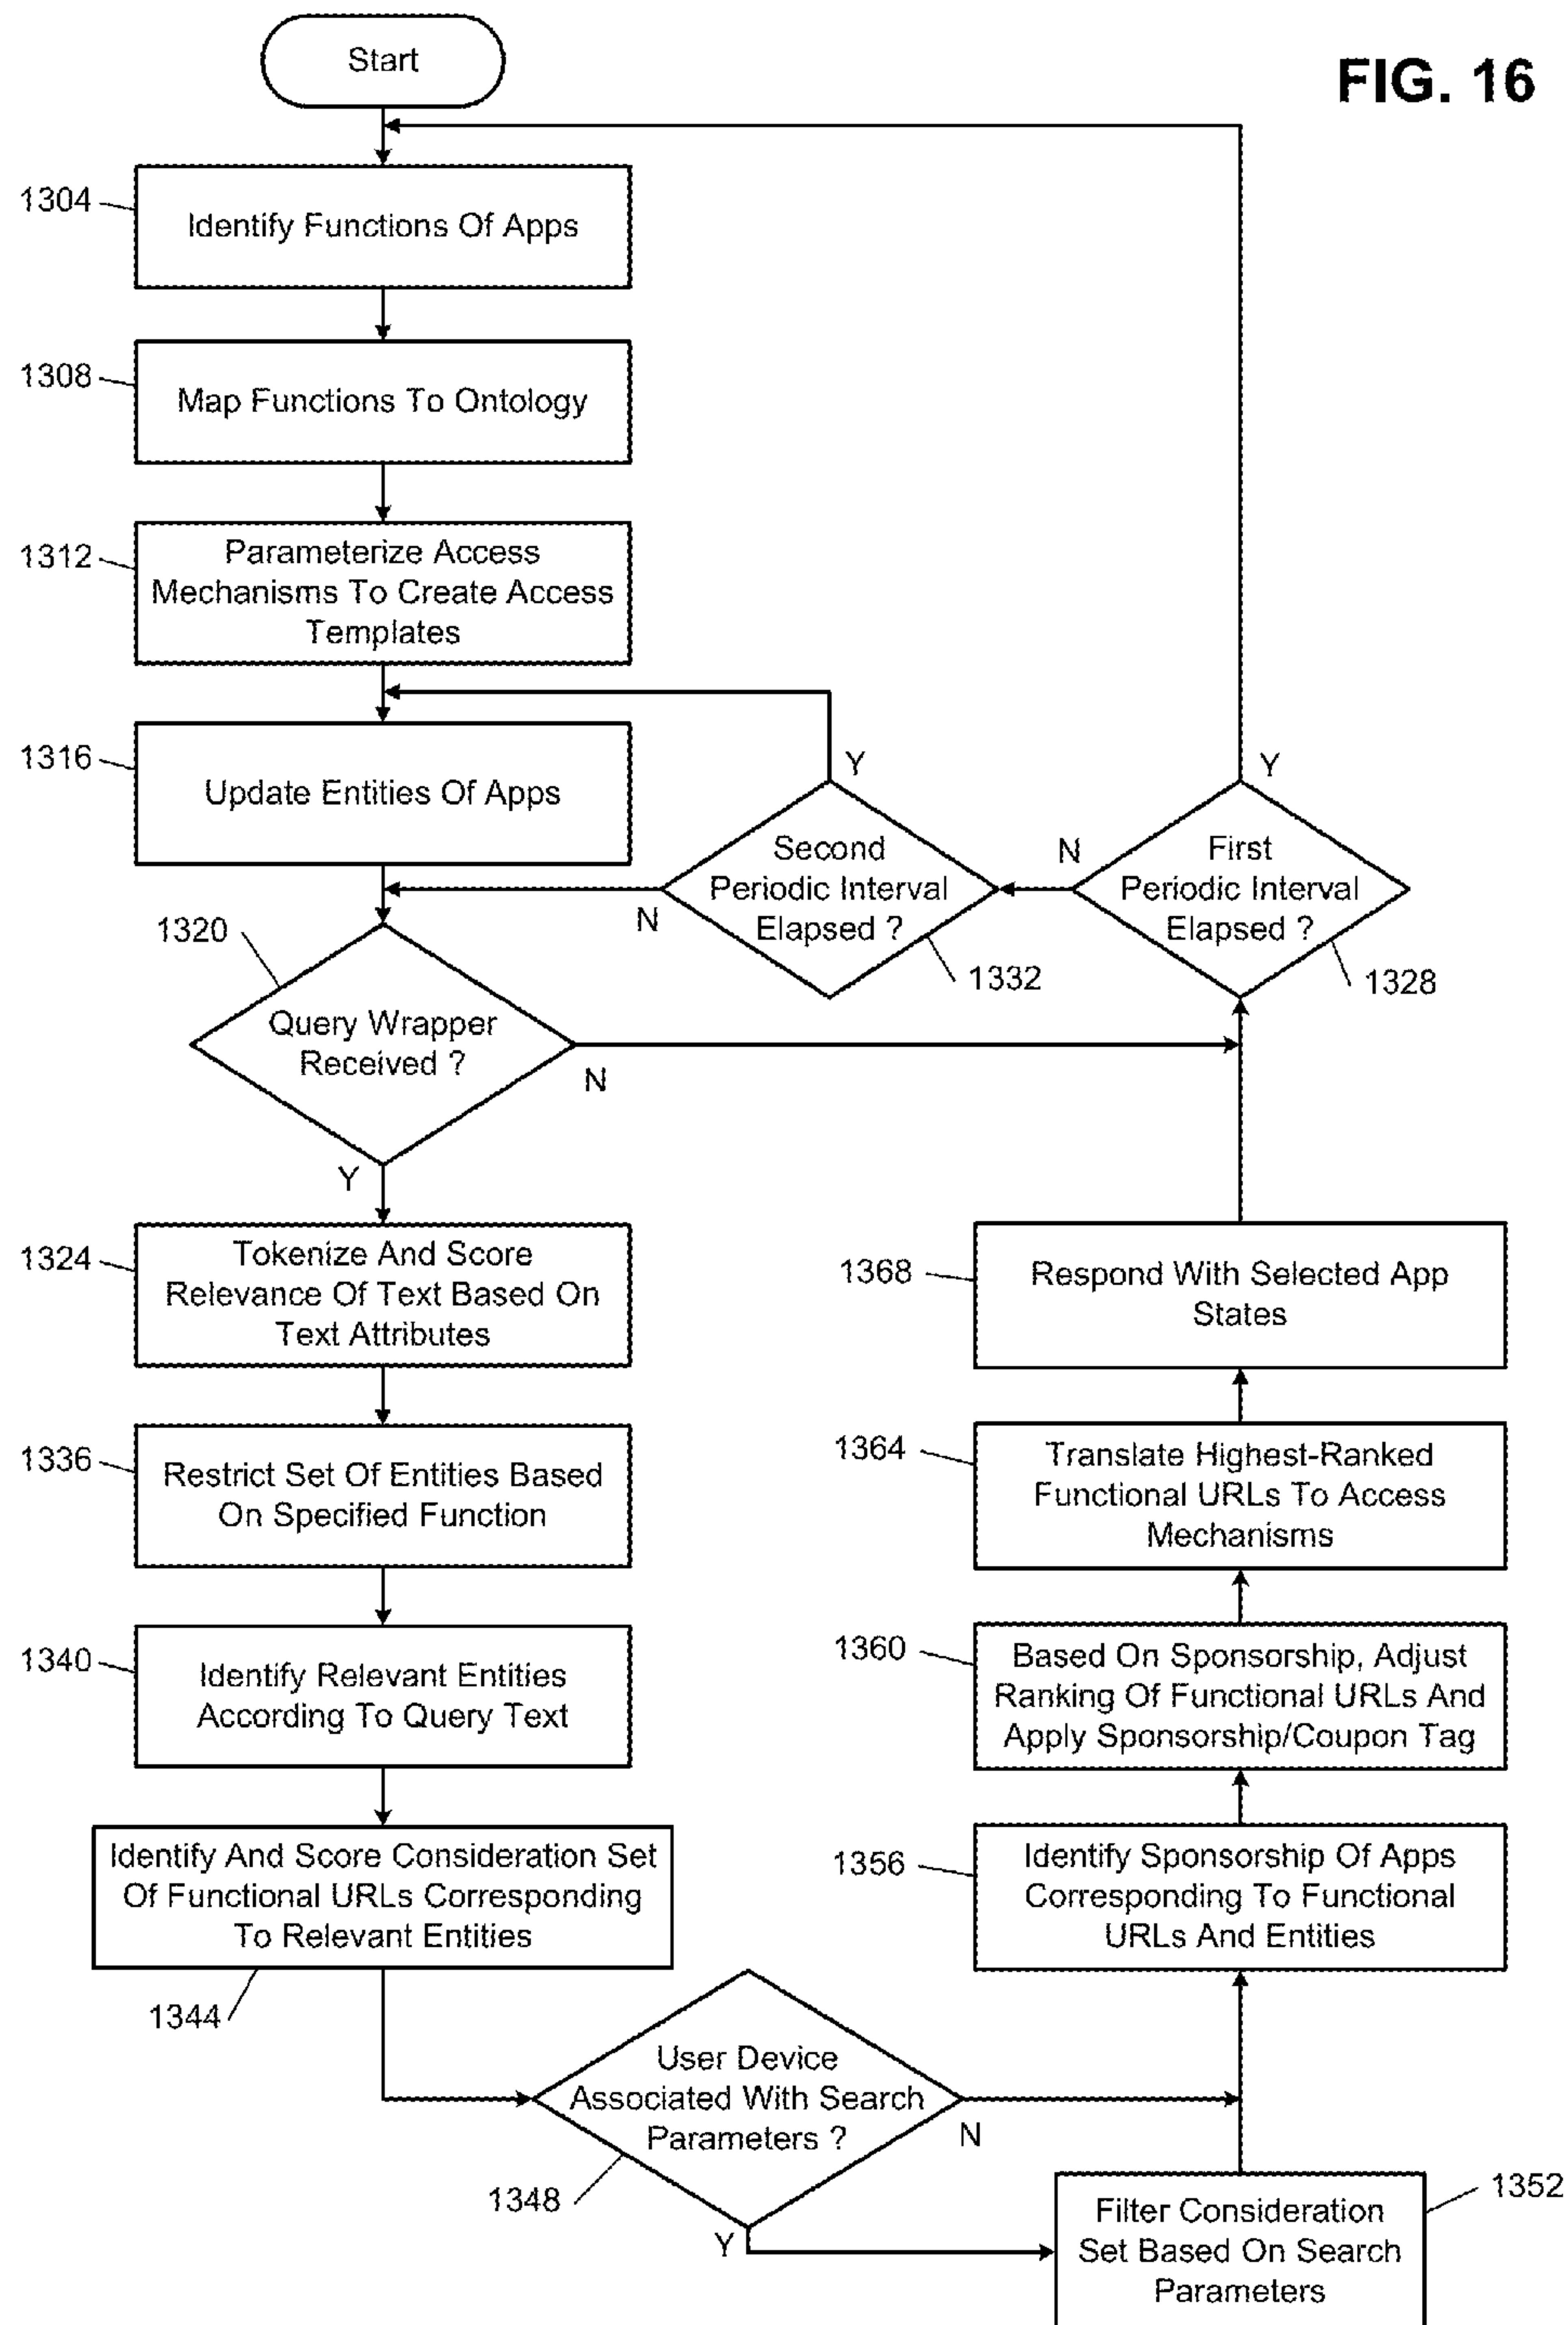 FIG. 16
Start
1304
Identify Functions Of Apps
1308
Map Functions To Ontology
1312
Parameterize Access
Mechanisms To Create Access
Templates
1316
Update Entities Of Apps
Y
Second
Periodic Interval
Elapsed ?
N
1332
Y
First
Periodic Interval
Elapsed ?
N
1328
1320
Query Wrapper
Received ?
N
Y
1324
Tokenize And Score
Relevance Of Text Based On
Text Attributes
1336
Restrict Set Of Entities Based
On Specified Function
1340
Identify Relevant Entities
According To Query Text
Identify And Score Consideration Set
Of Functional URLs Corresponding
To Relevant Entities
1344
User Device
Associated With Search
Parameters ?
N
1348
Y
Filter Consideration
Set Based On Search
Parameters
1352
1356
Identify Sponsorship Of Apps
Corresponding To Functional
URLs And Entities
1360
Based On Sponsorship, Adjust
Ranking Of Functional URLs And
Apply Sponsorship/Coupon Tag
1364
Translate Highest-Ranked
Functional URLs To Access
Mechanisms
1368
Respond With Selected App
States